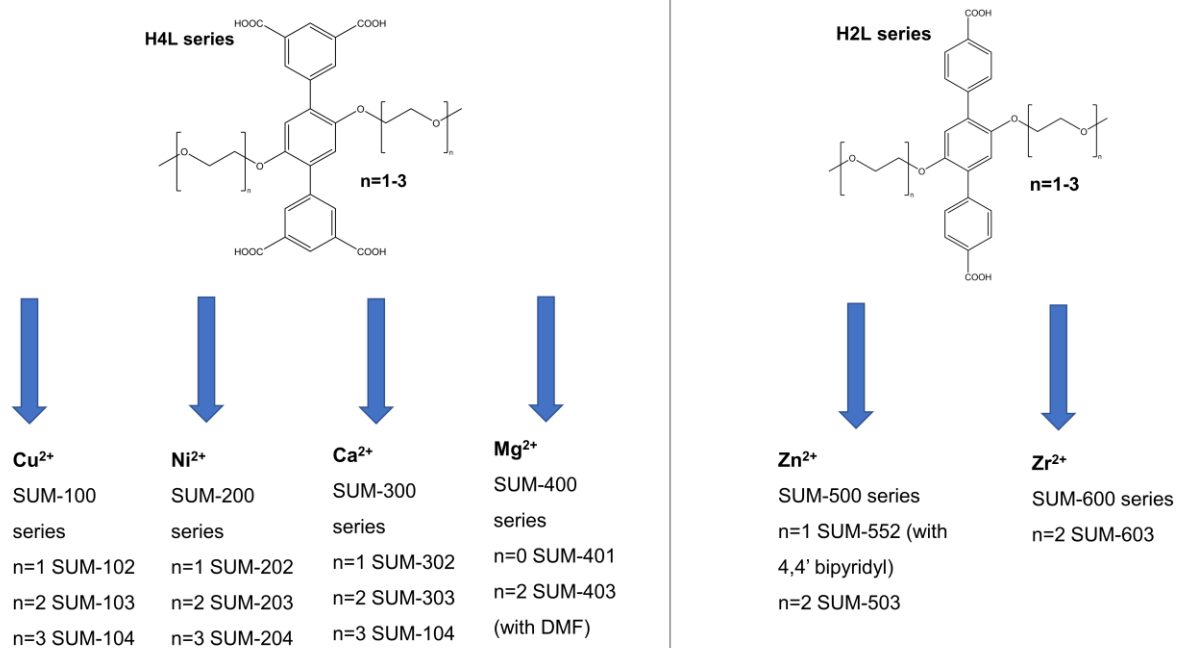 H4L series
HOOC
COOH
O
O
O
O
n
n
n=1-3
HOOC
COOH
H2L series
COOH
O
O
O
O
n
n
n=1-3
COOH
Cu2+
SUM-100
series
n=1 SUM-102
n=2 SUM-103
n=3 SUM-104
Ni2+
SUM-200
series
n=1 SUM-202
n=2 SUM-203
n=3 SUM-204
Ca2+
SUM-300
series
n=1 SUM-302
n=2 SUM-303
n=3 SUM-104
Mg2+
SUM-400
series
n=0 SUM-401
n=2 SUM-403
(with DMF)
Zn2+
SUM-500 series
n=1 SUM-552 (with
4,4' bipyridyl)
n=2 SUM-503
Zr2+
SUM-600 series
n=2 SUM-603